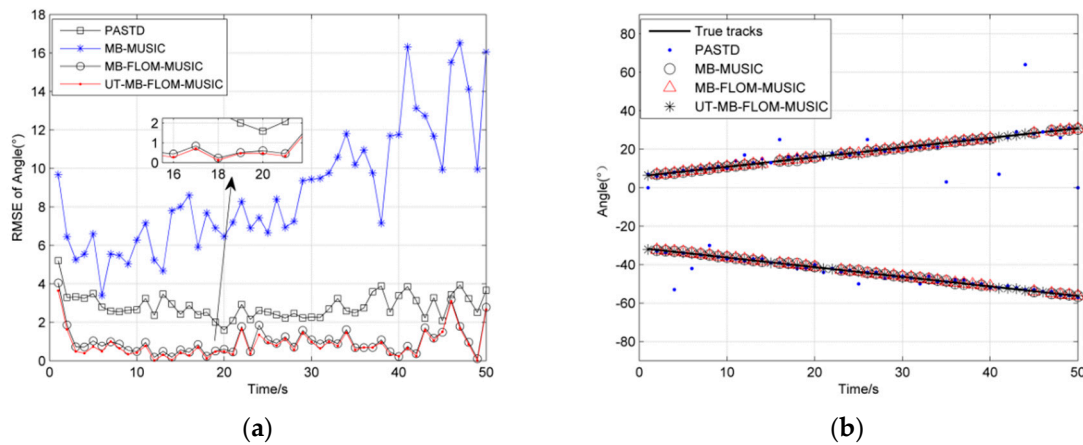 18
16
14
12
10
8
6
4
2
0
RMSE of Angle(°)
PASTD
MB-MUSIC
MB-FLOM-MUSIC
UT-MB-FLOM-MUSIC
2
1
0
16 18 20
0 10 20 30 40 50
Time/s
(a)
80
60
40
20
0
-20
-40
-60
-80
Angle(°)
True tracks
PASTD
MB-MUSIC
MB-FLOM-MUSIC
UT-MB-FLOM-MUSIC
0 10 20 30 40 50
Time/s
(b)